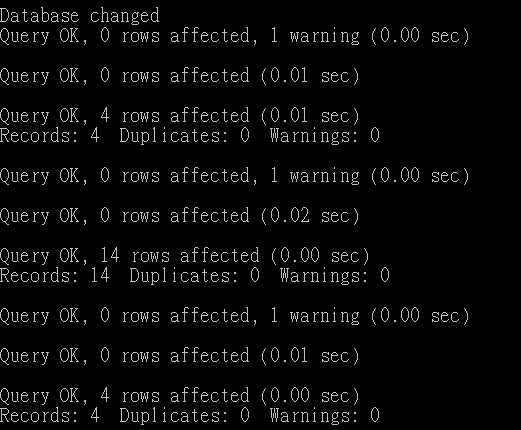 Database changed
Query OK, 0 rows affected, 1 warning (0.00 sec)
Query OK, 0 rows affected (0.01 sec)
Query OK, 4 rows affected (0.01 sec)
Records: 4  Duplicates: 0  Warnings: 0
Query OK, 0 rows affected, 1 warning (0.00 sec)
Query OK, 0 rows affected (0.02 sec)
Query OK, 14 rows affected (0.00 sec)
Records: 14  Duplicates: 0  Warnings: 0
Query OK, 0 rows affected, 1 warning (0.00 sec)
Query OK, 0 rows affected (0.01 sec)
Query OK, 4 rows affected (0.00 sec)
Records: 4  Duplicates: 0  Warnings: 0